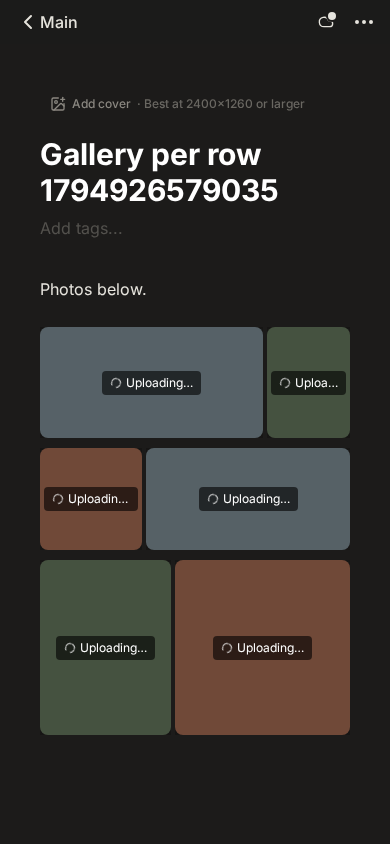 Main
Add cover · Best at 2400×1260 or larger
Gallery per row
1794926579035
Add tags...
Photos below.
Uploading... Uploa...
Uploadin... Uploading...
Uploading... Uploading...